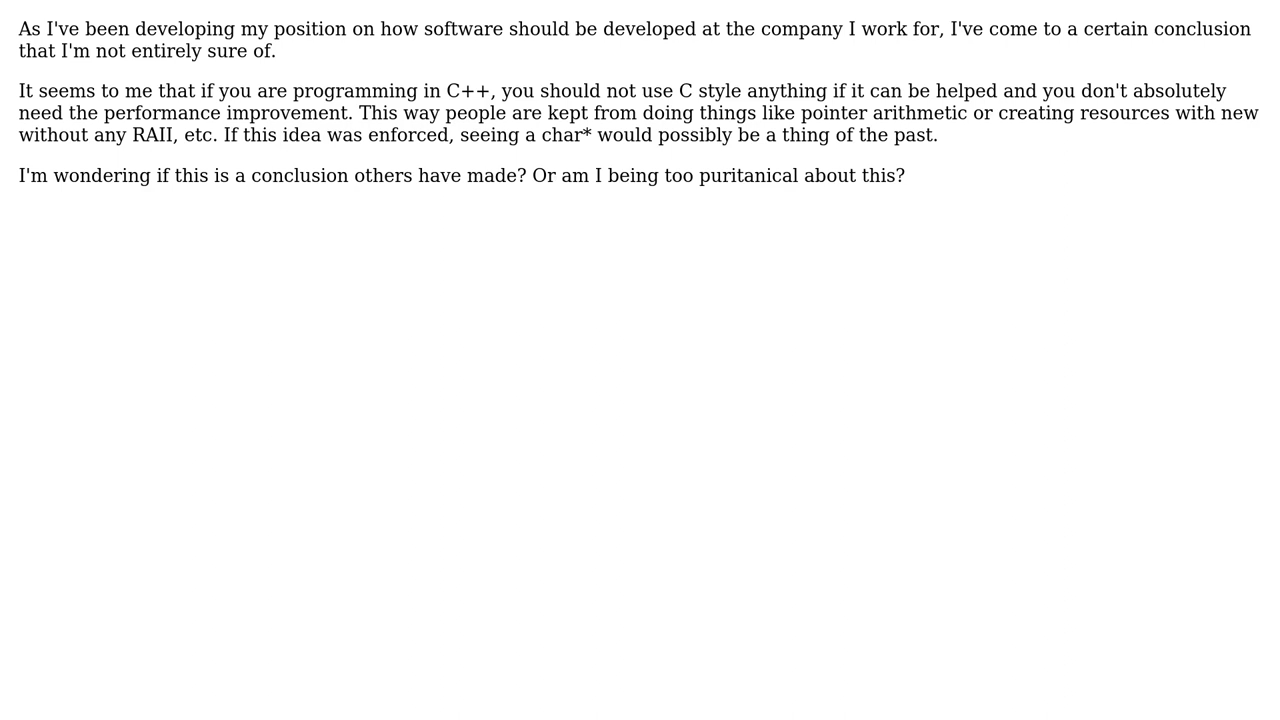 As I've been developing my position on how software should be developed at the company I work for, I've come to a certain conclusion
that I'm not entirely sure of.
It seems to me that if you are programming in C++, you should not use C style anything if it can be helped and you don't absolutely
need the performance improvement. This way people are kept from doing things like pointer arithmetic or creating resources with new
without any RAII, etc. If this idea was enforced, seeing a char* would possibly be a thing of the past.
I'm wondering if this is a conclusion others have made? Or am I being too puritanical about this?